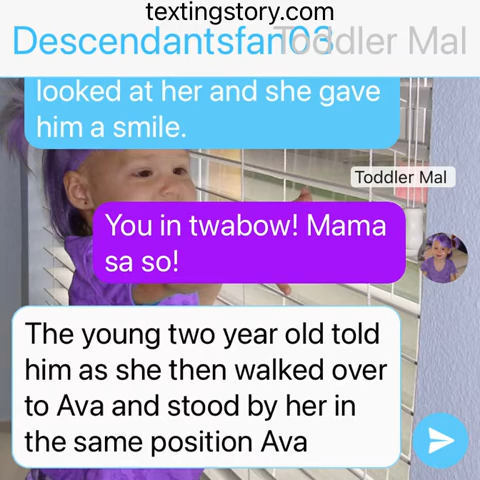 textingstory.com
Descendantsfan03
Toddler Mal
looked at her and she gave
him a smile.
Toddler Mal
You in twabow! Mama
sa so!
The young two year old told
him as she then walked over
to Ava and stood by her in
the same position Ava